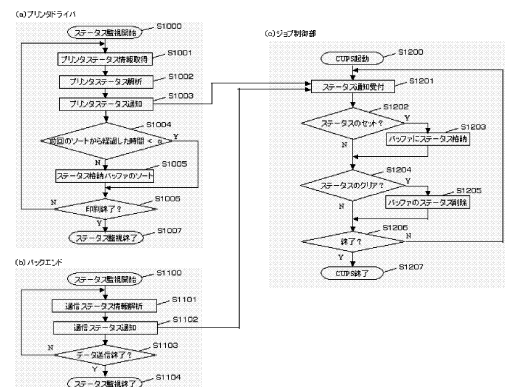 (a)プリンタドライバ
ステータス監視開始
S1000
プリンタステータス情報取得
S1001
プリンタステータス解析
S1002
プリンタステータス通知
S1003
S1004
前回のソートから経過した時間 < α
Y
N
S1005
ステータス格納バッファのソート
S1006
印刷終了?
N
Y
S1007
ステータス監視終了
(b)バックエンド
ステータス監視開始
S1100
S1101
通信ステータス情報解析
S1102
通信ステータス通知
S1103
データ送信終了?
N
Y
S1104
ステータス監視終了
(c)ジョブ制御部
CUPS起動
S1200
S1201
ステータス通知受付
S1202
ステータスのセット?
Y
N
S1203
バッファにステータス格納
S1204
ステータスのクリア?
Y
N
S1205
バッファのステータス削除
S1206
終了?
N
Y
CUPS終了
S1207